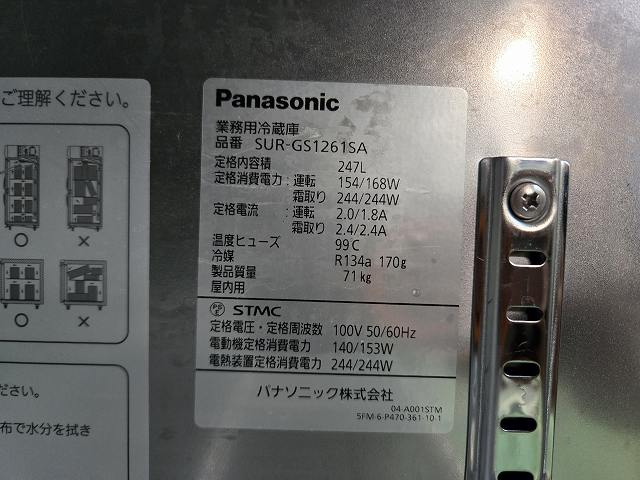 ご理解ください。
○ ×
○ ×
ださい。
布で水分を拭き
Panasonic
業務用冷蔵庫
品番 SUR-GS1261SA
定格内容積 247L
定格消費電力:運転 154/168W
霜取り 244/244W
定格電流 :運転 2.0/1.8A
霜取り 2.4/2.4A
温度ヒューズ 99℃
冷媒 R134a 170g
製品質量 71kg
屋内用
PS E STMC
定格電圧・定格周波数 100V 50/60Hz
電動機定格消費電力 140/153W
電熱装置定格消費電力 244/244W
パナソニック株式会社
04-A001STM
5FM-6-P470-361-10-1